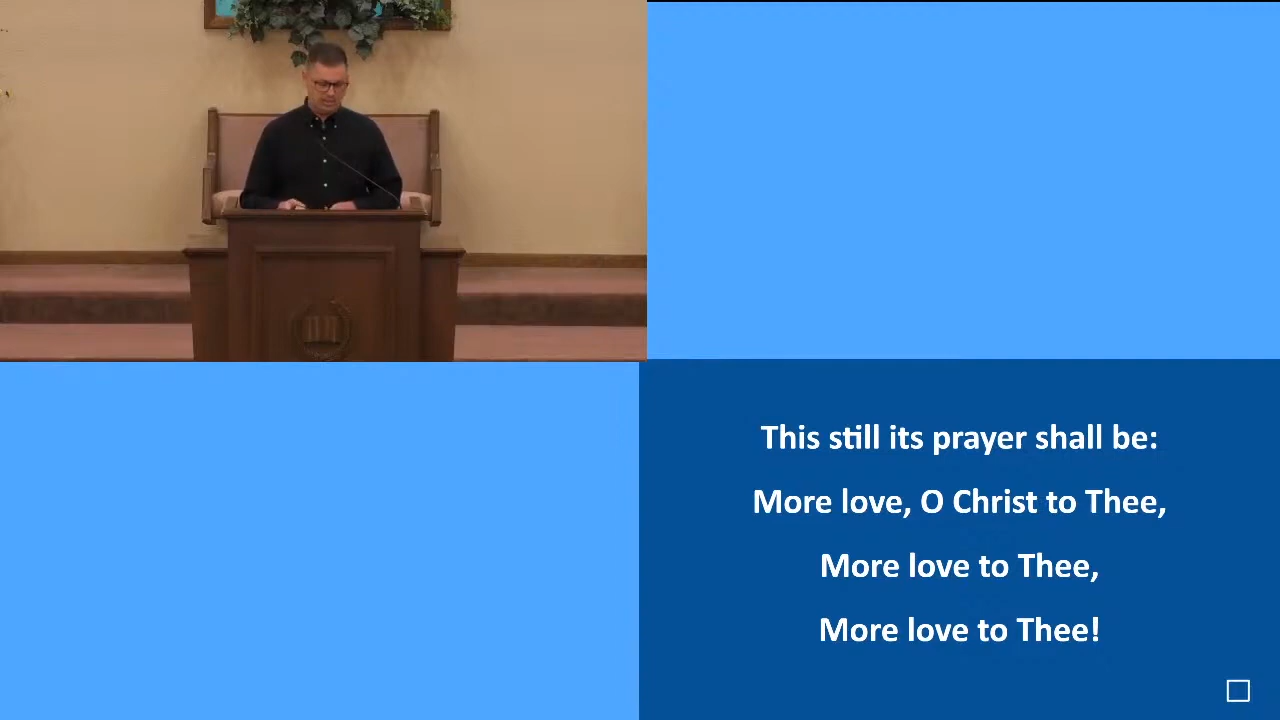 This still its prayer shall be:
More love, O Christ to Thee,
More love to Thee,
More love to Thee!